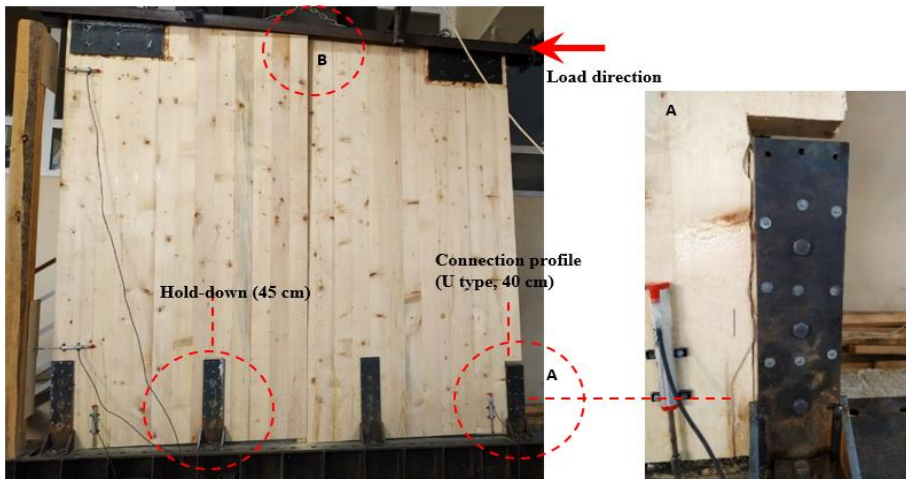 B
Load direction
A
Connection profile
(U type, 40 cm)
Hold-down (45 cm)
A